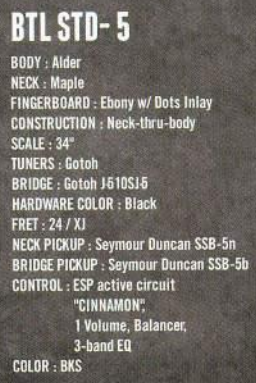 BTL STD- 5
BODY : Alder
NECK : Maple
FINGERBOARD : Ebony w/ Dots Inlay
CONSTRUCTION : Neck-thru-body
SCALE : 34"
TUNERS : Gotoh
BRIDGE : Gotoh J-510SJ-5
HARDWARE COLOR : Black
FRET : 24 / XJ
NECK PICKUP : Seymour Duncan SSB-5n
BRIDGE PICKUP : Seymour Duncan SSB-5b
CONTROL : ESP active circuit
"CINNAMON",
1 Volume, Balancer,
3-band EQ
COLOR : BKS